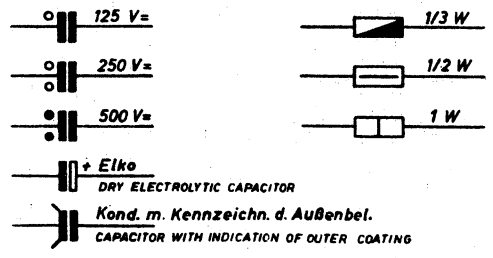 125 V=
1/3 W
250 V=
1/2 W
500 V=
1 W
+ Elko
DRY ELECTROLYTIC CAPACITOR
Kond. m. Kennzeichn. d. Außenbel.
CAPACITOR WITH INDICATION OF OUTER COATING